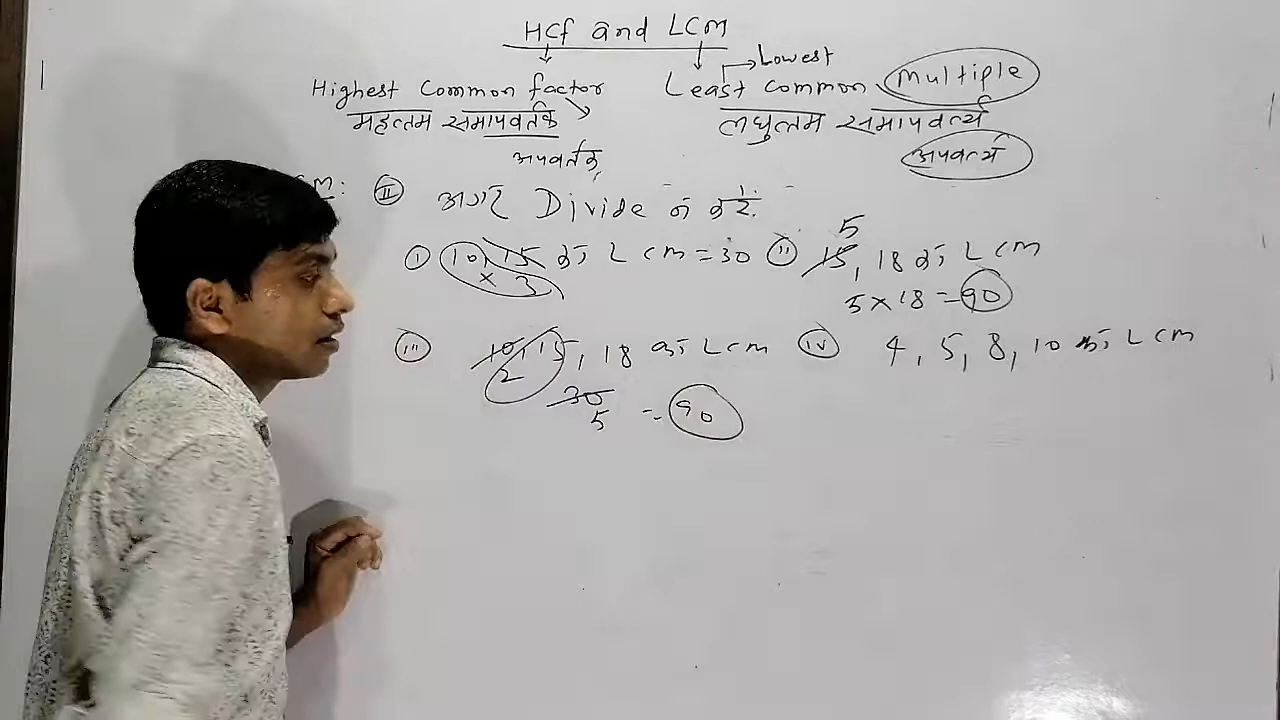 HCf and LCM
Lowest
Highest Common factor
Least Common Multiple
महत्तम समापवर्तक
लघुत्तम समापवर्त्य
अपवर्तक
अपवर्त्य
M: II अगर Divide न करे.
i 10, 15 का LCM = 30
× 3
5
ii 15, 18 का LCM
5 × 18 = 90
iii 10, 15, 18 का LCM
2
30
5 = 90
iv 4, 5, 8, 10 का LCM